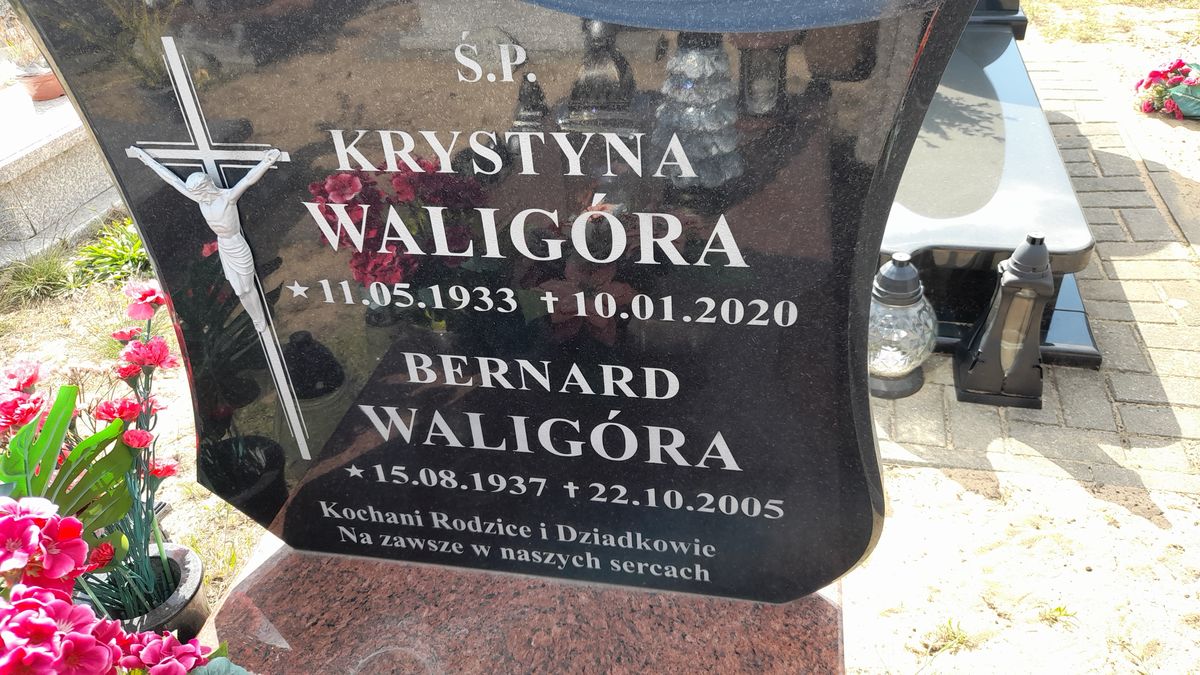 Ś.P.
KRYSTYNA
WALIGÓRA
★ 11.05.1933 ✝ 10.01.2020
BERNARD
WALIGÓRA
★ 15.08.1937 ✝ 22.10.2005
Kochani Rodzice i Dziadkowie
Na zawsze w naszych sercach